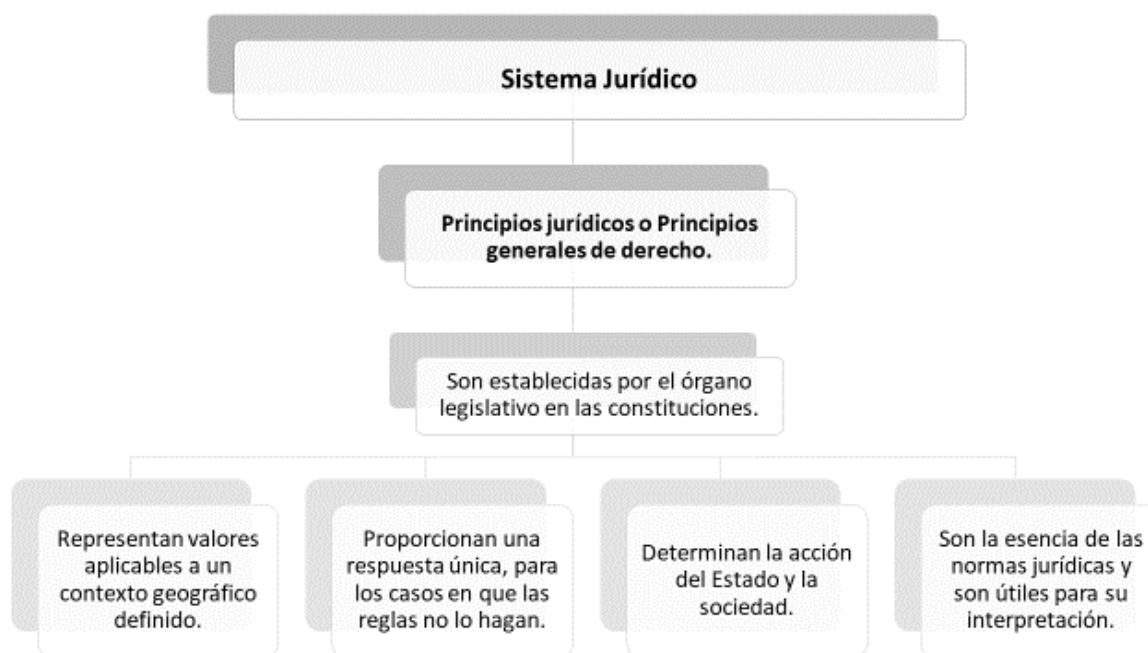 Sistema Jurídico
Principios jurídicos o Principios
generales de derecho.
Son establecidas por el órgano
legislativo en las constituciones.
Representan valores
aplicables a un
contexto geográfico
definido.
Proporcionan una
respuesta única, para
los casos en que las
reglas no lo hagan.
Determinan la acción
del Estado y la
sociedad.
Son la esencia de las
normas jurídicas y
son útiles para su
interpretación.